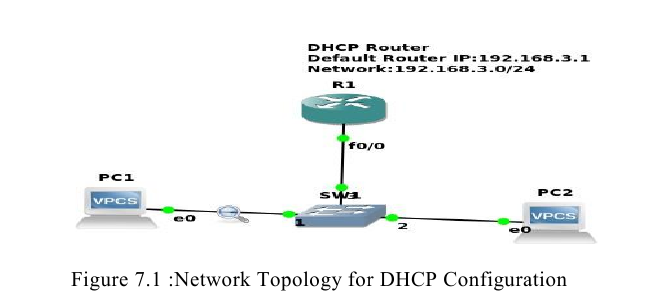 DHCP Router
Default Router IP:192.168.3.1
Network:192.168.3.0/24
R1
f0/0
PC1
VPCS
e0
SW1
1
2
PC2
VPCS
e0
Figure 7.1 :Network Topology for DHCP Configuration